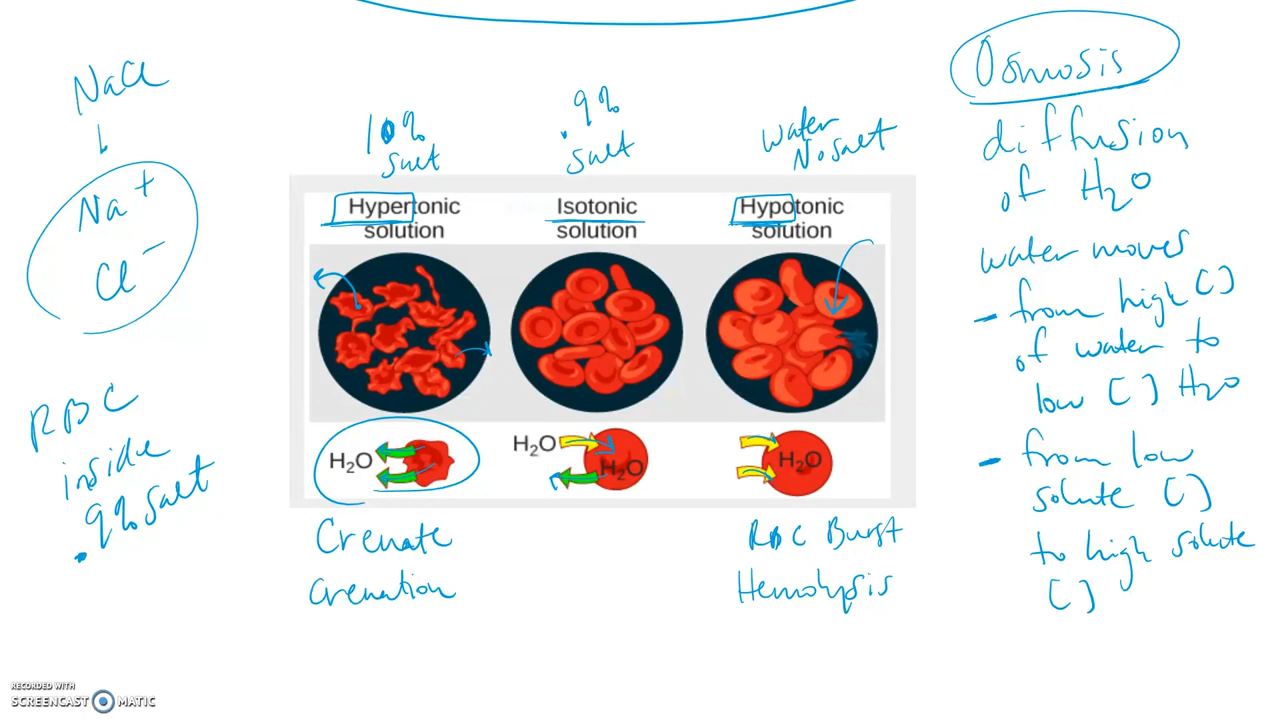 NaCl
Na+
Cl-
RBC
inside
.9% salt
10%
salt
.9%
salt
water
No salt
Hypertonic
solution
Isotonic
solution
Hypotonic
solution
H2O
H2O
H2O
H2O
Crenate
Crenation
RBC Burst
Hemolysis
Osmosis
diffusion
of H2O
water moves
- from high []
of water to
low [] H2O
- from low
solute []
to high solute
[]
RECORDED WITH
SCREENCAST MATIC